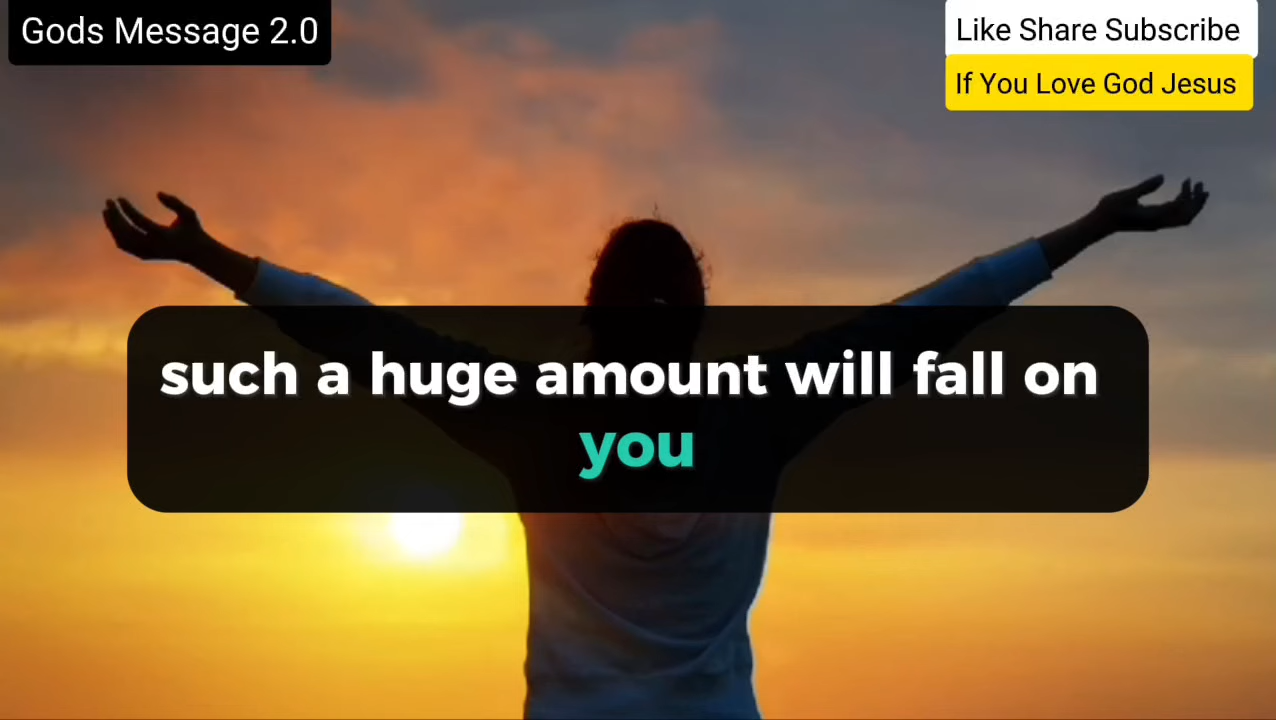 Gods Message 2.0
Like Share Subscribe
If You Love God Jesus
such a huge amount will fall on
you